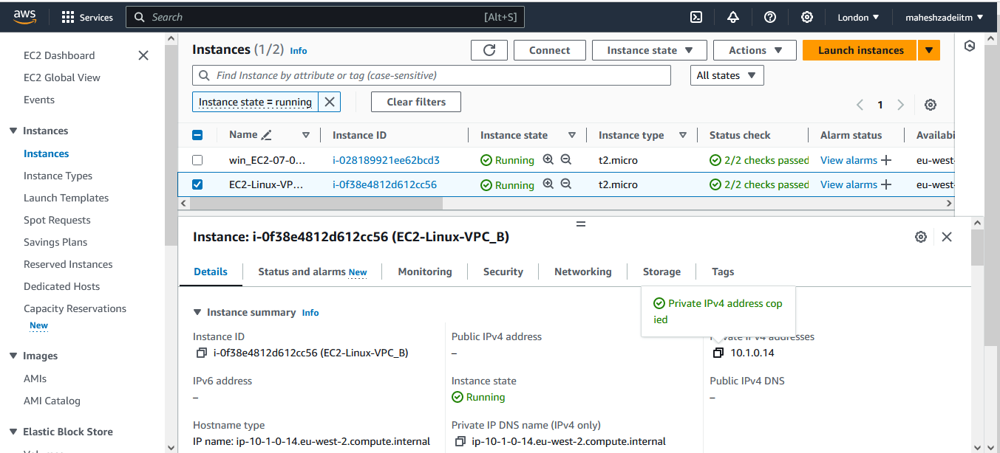 aws Services Search [Alt+S] London maheshzadeiitm
EC2 Dashboard
EC2 Global View
Events
Instances
Instances
Instance Types
Launch Templates
Spot Requests
Savings Plans
Reserved Instances
Dedicated Hosts
Capacity Reservations
New
Images
AMIs
AMI Catalog
Elastic Block Store
Instances (1/2) Info Connect Instance state Actions Launch instances
Find Instance by attribute or tag (case-sensitive) All states
Instance state = running Clear filters 1
Name Instance ID Instance state Instance type Status check Alarm status Availabi
win_EC2-07-0... i-028189921ee62bcd3 Running t2.micro 2/2 checks passed View alarms eu-west-
EC2-Linux-VP... i-0f38e4812d612cc56 Running t2.micro 2/2 checks passed View alarms eu-west-
Instance: i-0f38e4812d612cc56 (EC2-Linux-VPC_B)
Details Status and alarms New Monitoring Security Networking Storage Tags
Private IPv4 address cop
ied
Instance summary Info
Instance ID Public IPv4 address Private IPv4 addresses
i-0f38e4812d612cc56 (EC2-Linux-VPC_B) – 10.1.0.14
IPv6 address Instance state Public IPv4 DNS
– Running –
Hostname type Private IP DNS name (IPv4 only)
IP name: ip-10-1-0-14.eu-west-2.compute.internal ip-10-1-0-14.eu-west-2.compute.internal